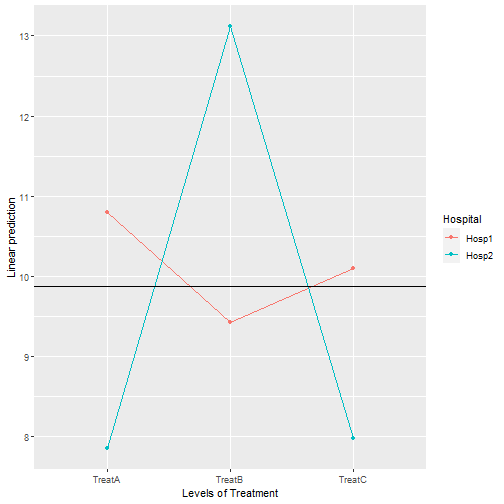 13
12
11
10
9
8
Linear prediction
TreatA
TreatB
TreatC
Levels of Treatment
Hospital
Hosp1
Hosp2